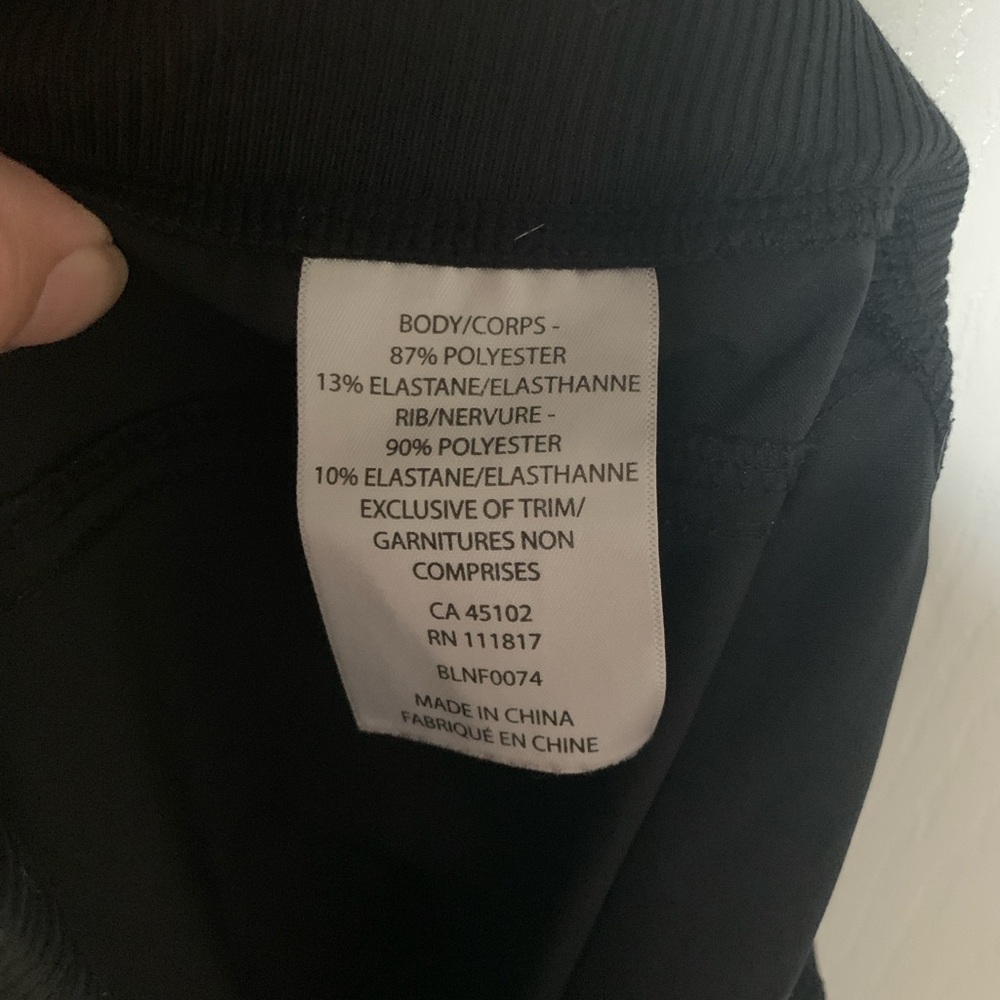 BODY/CORPS -
87% POLYESTER
13% ELASTANE/ELASTHANNE
RIB/NERVURE -
90% POLYESTER
10% ELASTANE/ELASTHANNE
EXCLUSIVE OF TRIM/
GARNITURES NON
COMPRISES
CA 45102
RN 111817
BLNF0074
MADE IN CHINA
FABRIQUÉ EN CHINE